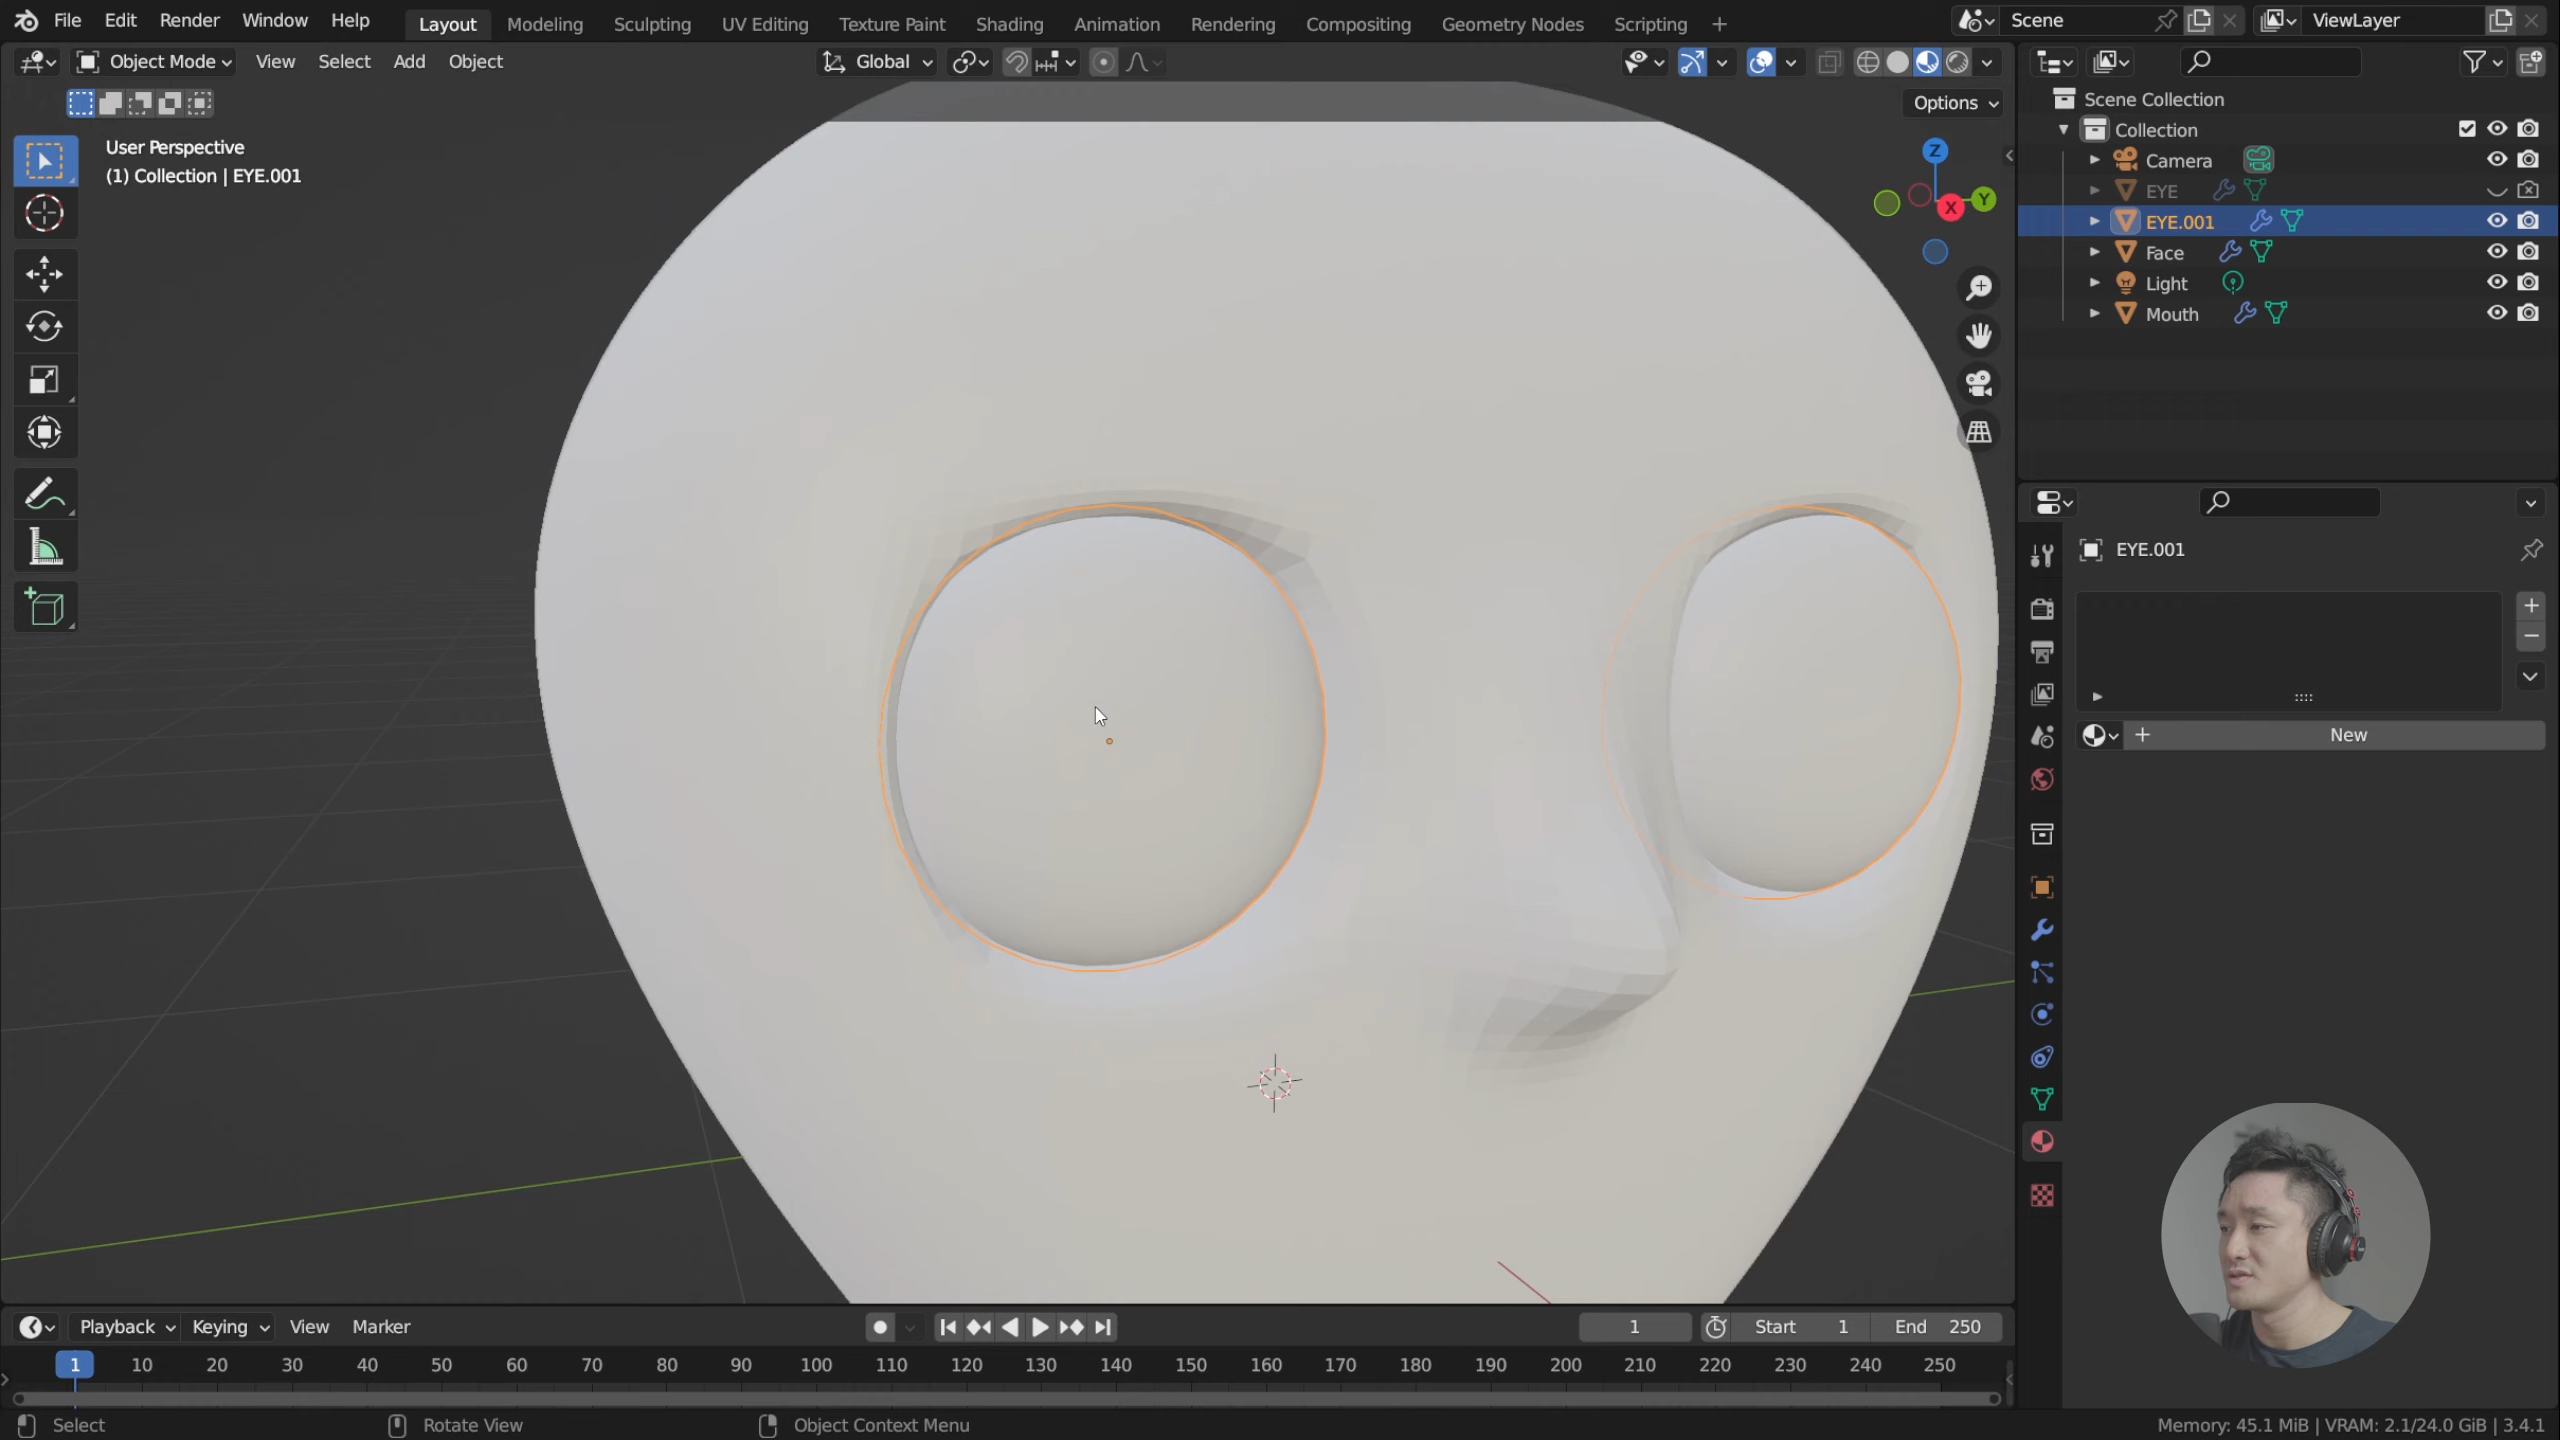 File Edit Render Window Help Layout Modeling Sculpting UV Editing Texture Paint Shading Animation Rendering Compositing Geometry Nodes Scripting + Scene ViewLayer
Object Mode View Select Add Object Global
Options
User Perspective
(1) Collection | EYE.001
Z
Y
X
Scene Collection
Collection
Camera
EYE
EYE.001
Face
Light
Mouth
EYE.001
New
Playback Keying View Marker 1 Start 1 End 250
1 10 20 30 40 50 60 70 80 90 100 110 120 130 140 150 160 170 180 190 200 210 220 230 240 250
Select Rotate View Object Context Menu Memory: 45.1 MiB | VRAM: 2.1/24.0 GiB | 3.4.1